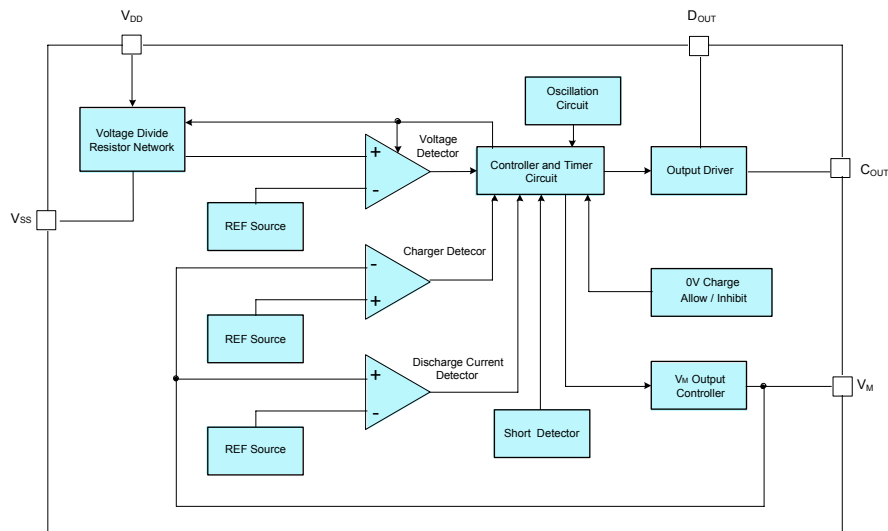 VDD
DOUT
Oscillation
Circuit
Voltage Divide
Resistor Network
Voltage
Detector
+
-
Controller and Timer
Circuit
Output Driver
COUT
VSS
REF Source
Charger Detecor
-
+
0V Charge
Allow / Inhibit
REF Source
Discharge Current
Detector
+
-
VM Output
Controller
VM
REF Source
Short Detector